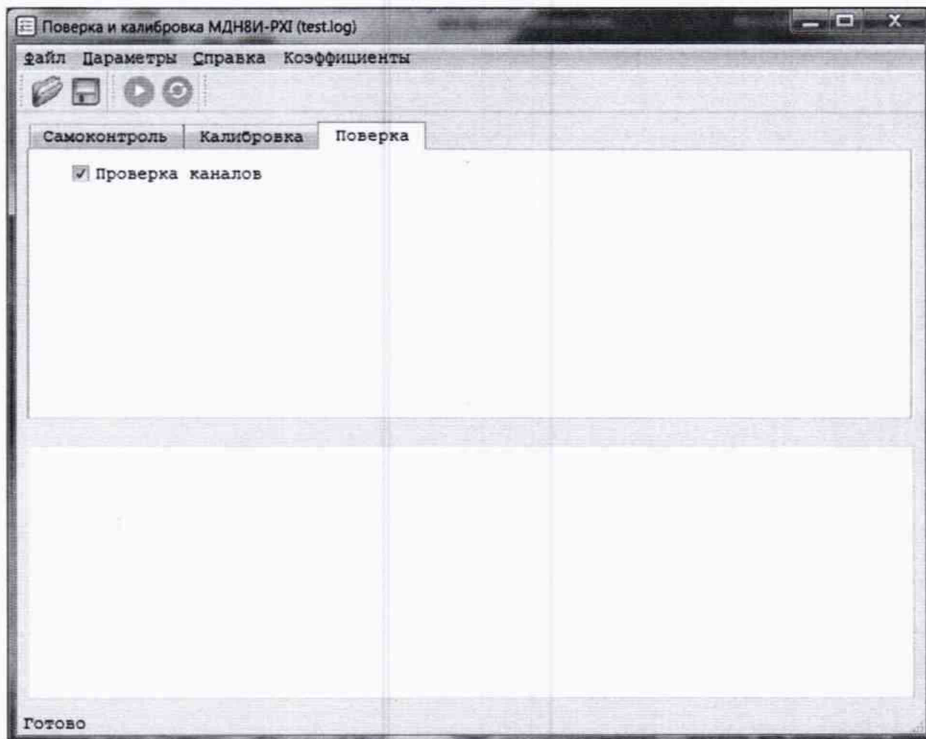 Поверка и калибровка МДН8И-PXI (test.log)
Файл Параметры Справка Коэффициенты
Самоконтроль Калибровка Поверка
Проверка каналов
Готово